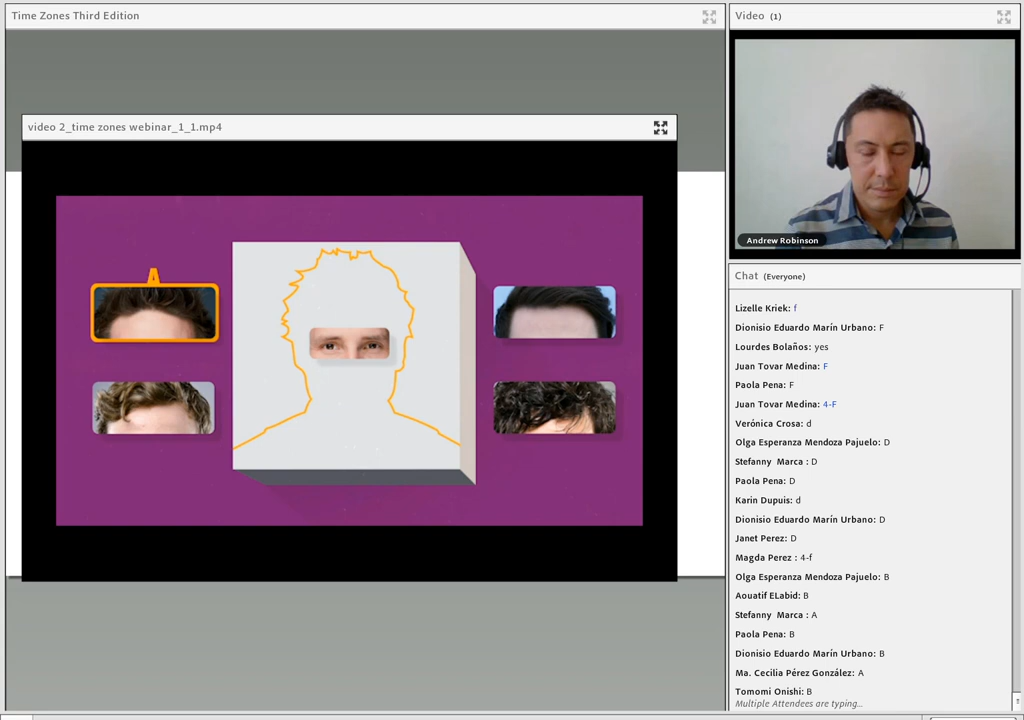 Time Zones Third Edition
video 2_time zones webinar_1_1.mp4
A
Video (1)
Andrew Robinson
Chat (Everyone)
Lizelle Kriek: f
Dionisio Eduardo Marín Urbano: F
Lourdes Bolaños: yes
Juan Tovar Medina: F
Paola Pena: F
Juan Tovar Medina: 4-F
Verónica Crosa: d
Olga Esperanza Mendoza Pajuelo: D
Stefanny Marca : D
Paola Pena: D
Karin Dupuis: d
Dionisio Eduardo Marín Urbano: D
Janet Perez: D
Magda Perez : 4-f
Olga Esperanza Mendoza Pajuelo: B
Aouatif ELabid: B
Stefanny Marca : A
Paola Pena: B
Dionisio Eduardo Marín Urbano: B
Ma. Cecilia Pérez González: A
Tomomi Onishi: B
Multiple Attendees are typing...